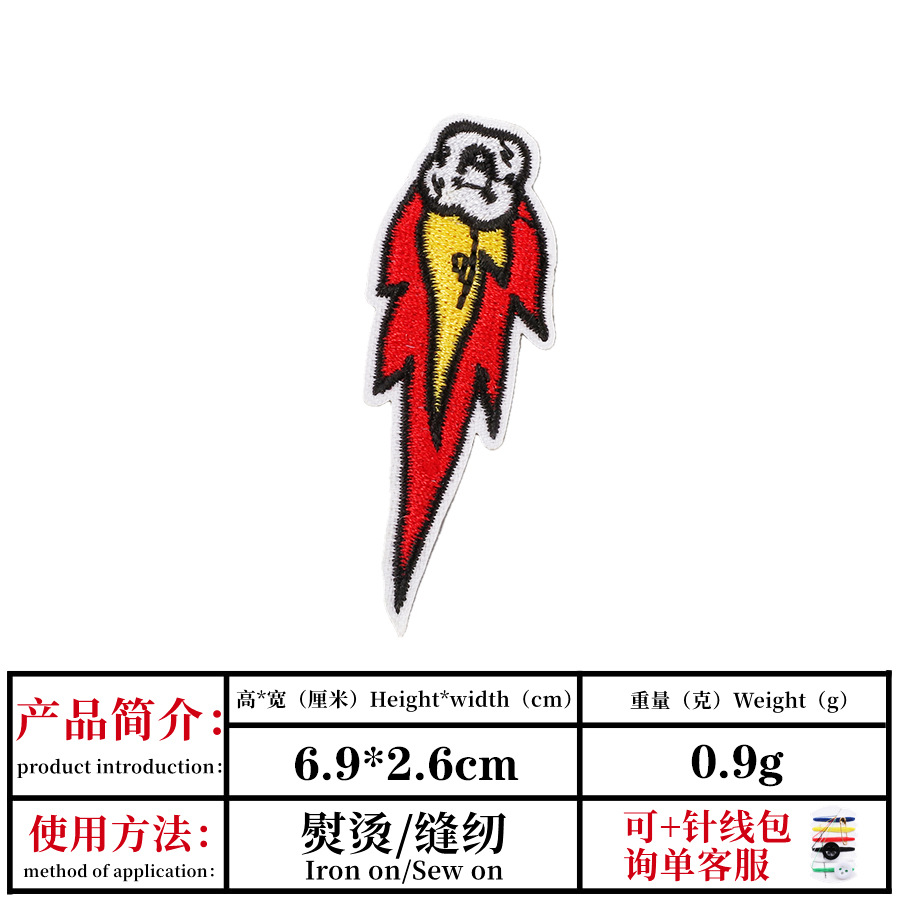 产品简介：
product introduction:
高*宽（厘米）Height*width（cm）
重量（克）Weight（g）
6.9*2.6cm
0.9g
使用方法：
method of application:
熨烫/缝纫
Iron on/Sew on
可+针线包
询单客服